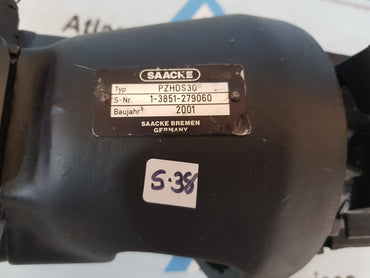 SAACKE
Typ PZHDS30
S-Nr. 1-3851-279060
Baujahr 2001
SAACKE BREMEN
GERMANY
S.38